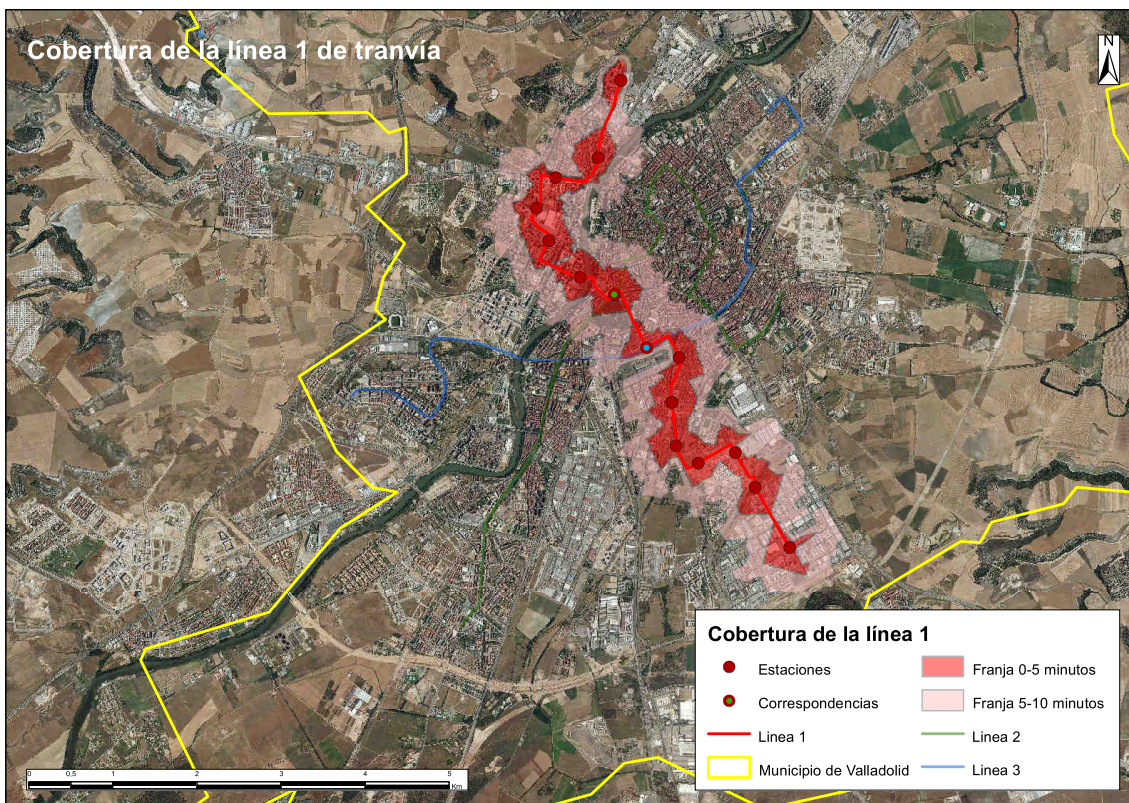 Cobertura de la línea 1 de tranvía
N
Cobertura de la línea 1
Estaciones
Franja 0-5 minutos
Correspondencias
Franja 5-10 minutos
Linea 1
Linea 2
Municipio de Valladolid
Linea 3
0 0,5 1 2 3 4 5
Km